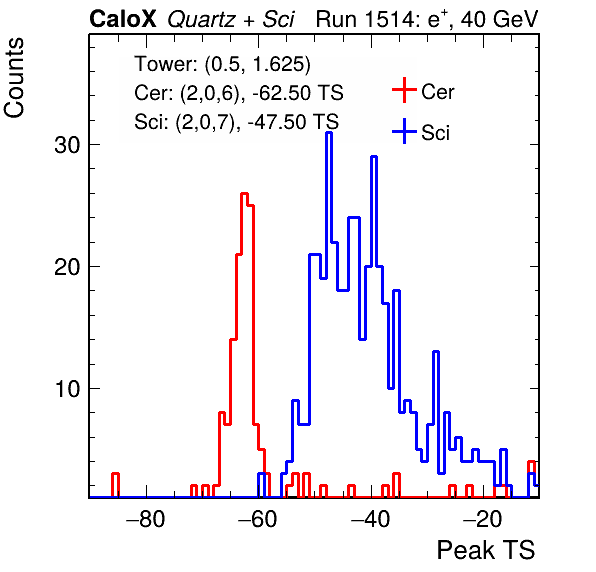 CaloX Quartz + Sci Run 1514: e⁺, 40 GeV
Counts
Tower: (0.5, 1.625)
Cer: (2,0,6), -62.50 TS
Sci: (2,0,7), -47.50 TS
Cer
Sci
30
20
10
−80 −60 −40 −20
Peak TS